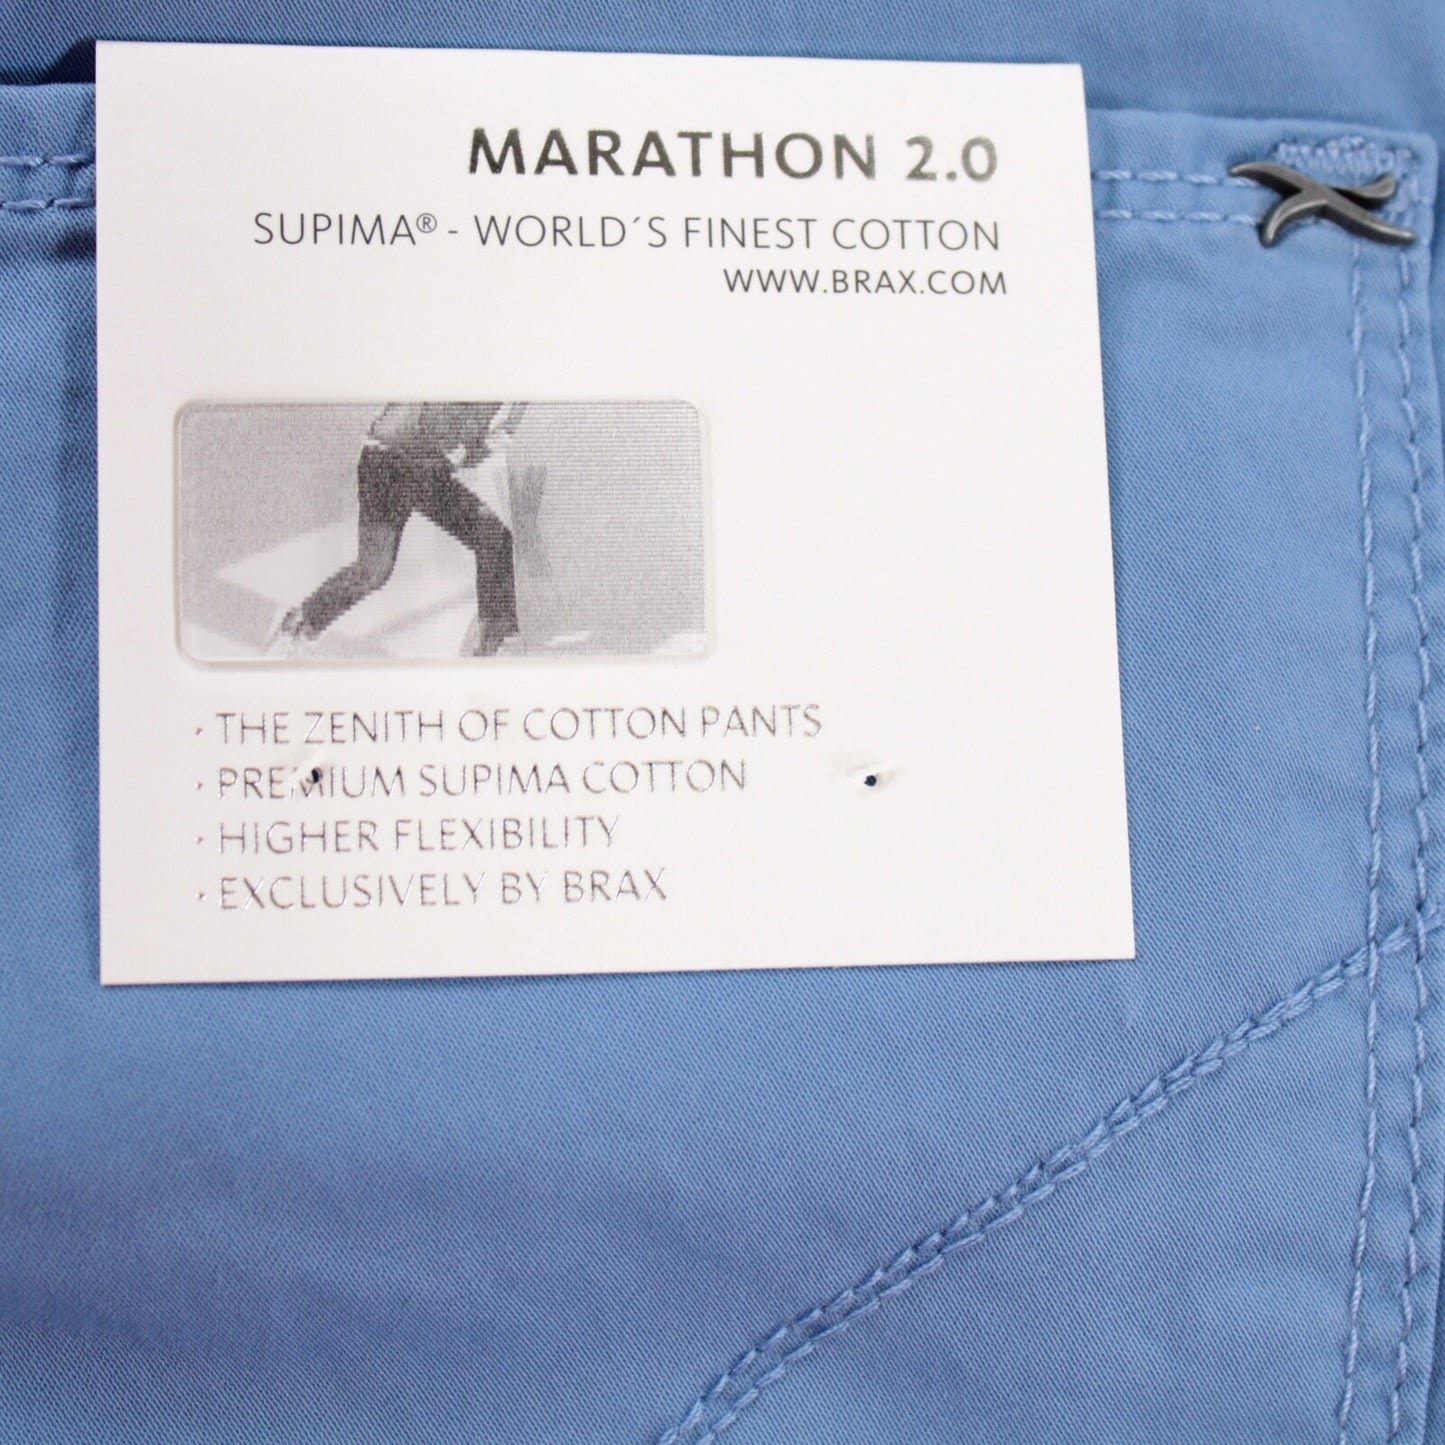 MARATHON 2.0
SUPIMA® - WORLD´S FINEST COTTON
WWW.BRAX.COM
· THE ZENITH OF COTTON PANTS
· PREMIUM SUPIMA COTTON
· HIGHER FLEXIBILITY
· EXCLUSIVELY BY BRAX